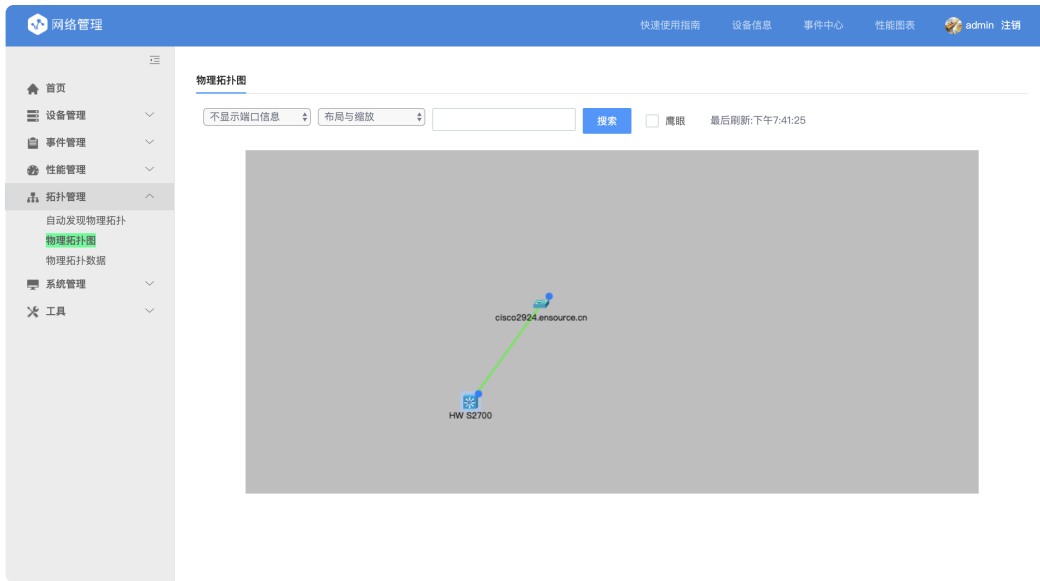 网络管理
快速使用指南
设备信息
事件中心
性能图表
admin 注销
首页
设备管理
事件管理
性能管理
拓扑管理
自动发现物理拓扑
物理拓扑图
物理拓扑数据
系统管理
工具
物理拓扑图
不显示端口信息
布局与缩放
搜索
鹰眼
最后刷新:下午7:41:25
cisco2924.ensource.cn
HW S2700